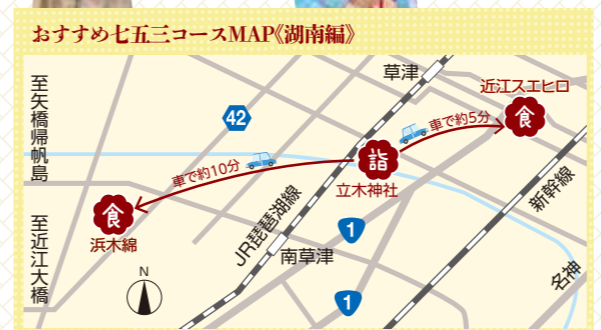 おすすめ七五三コースMAP《湖南編》
至矢橋帰帆島
至近江大橋
42
草津
近江スエヒロ
食
車で約5分
詣
立木神社
車で約10分
食
浜木綿
JR琵琶湖線
南草津
1
1
新幹線
名神
N